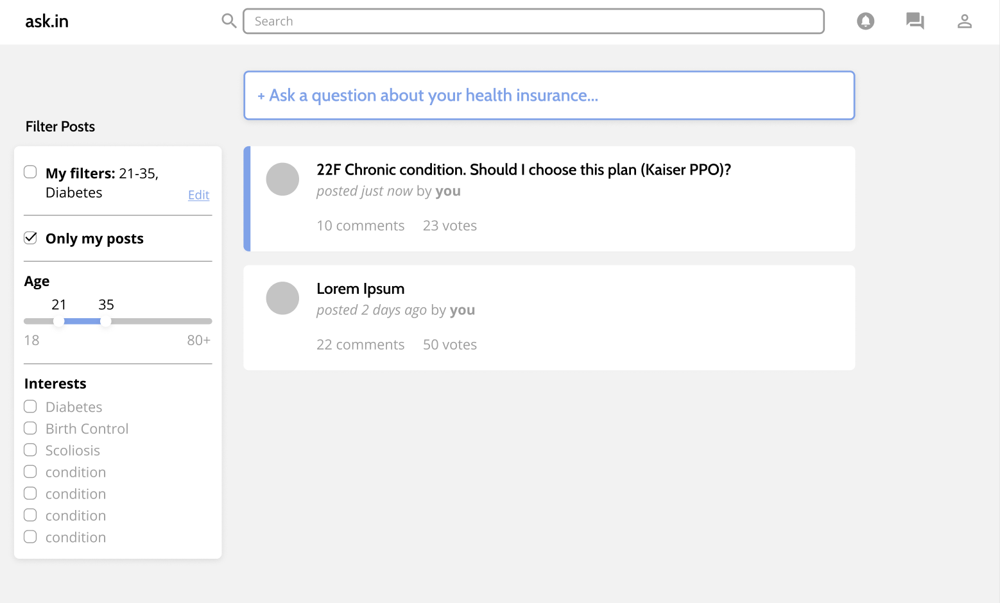 ask.in
Search
+ Ask a question about your health insurance...
Filter Posts
My filters: 21-35,
Diabetes
Edit
Only my posts
Age
21 35
18 80+
Interests
Diabetes
Birth Control
Scoliosis
condition
condition
condition
condition
22F Chronic condition. Should I choose this plan (Kaiser PPO)?
posted just now by you
10 comments 23 votes
Lorem Ipsum
posted 2 days ago by you
22 comments 50 votes